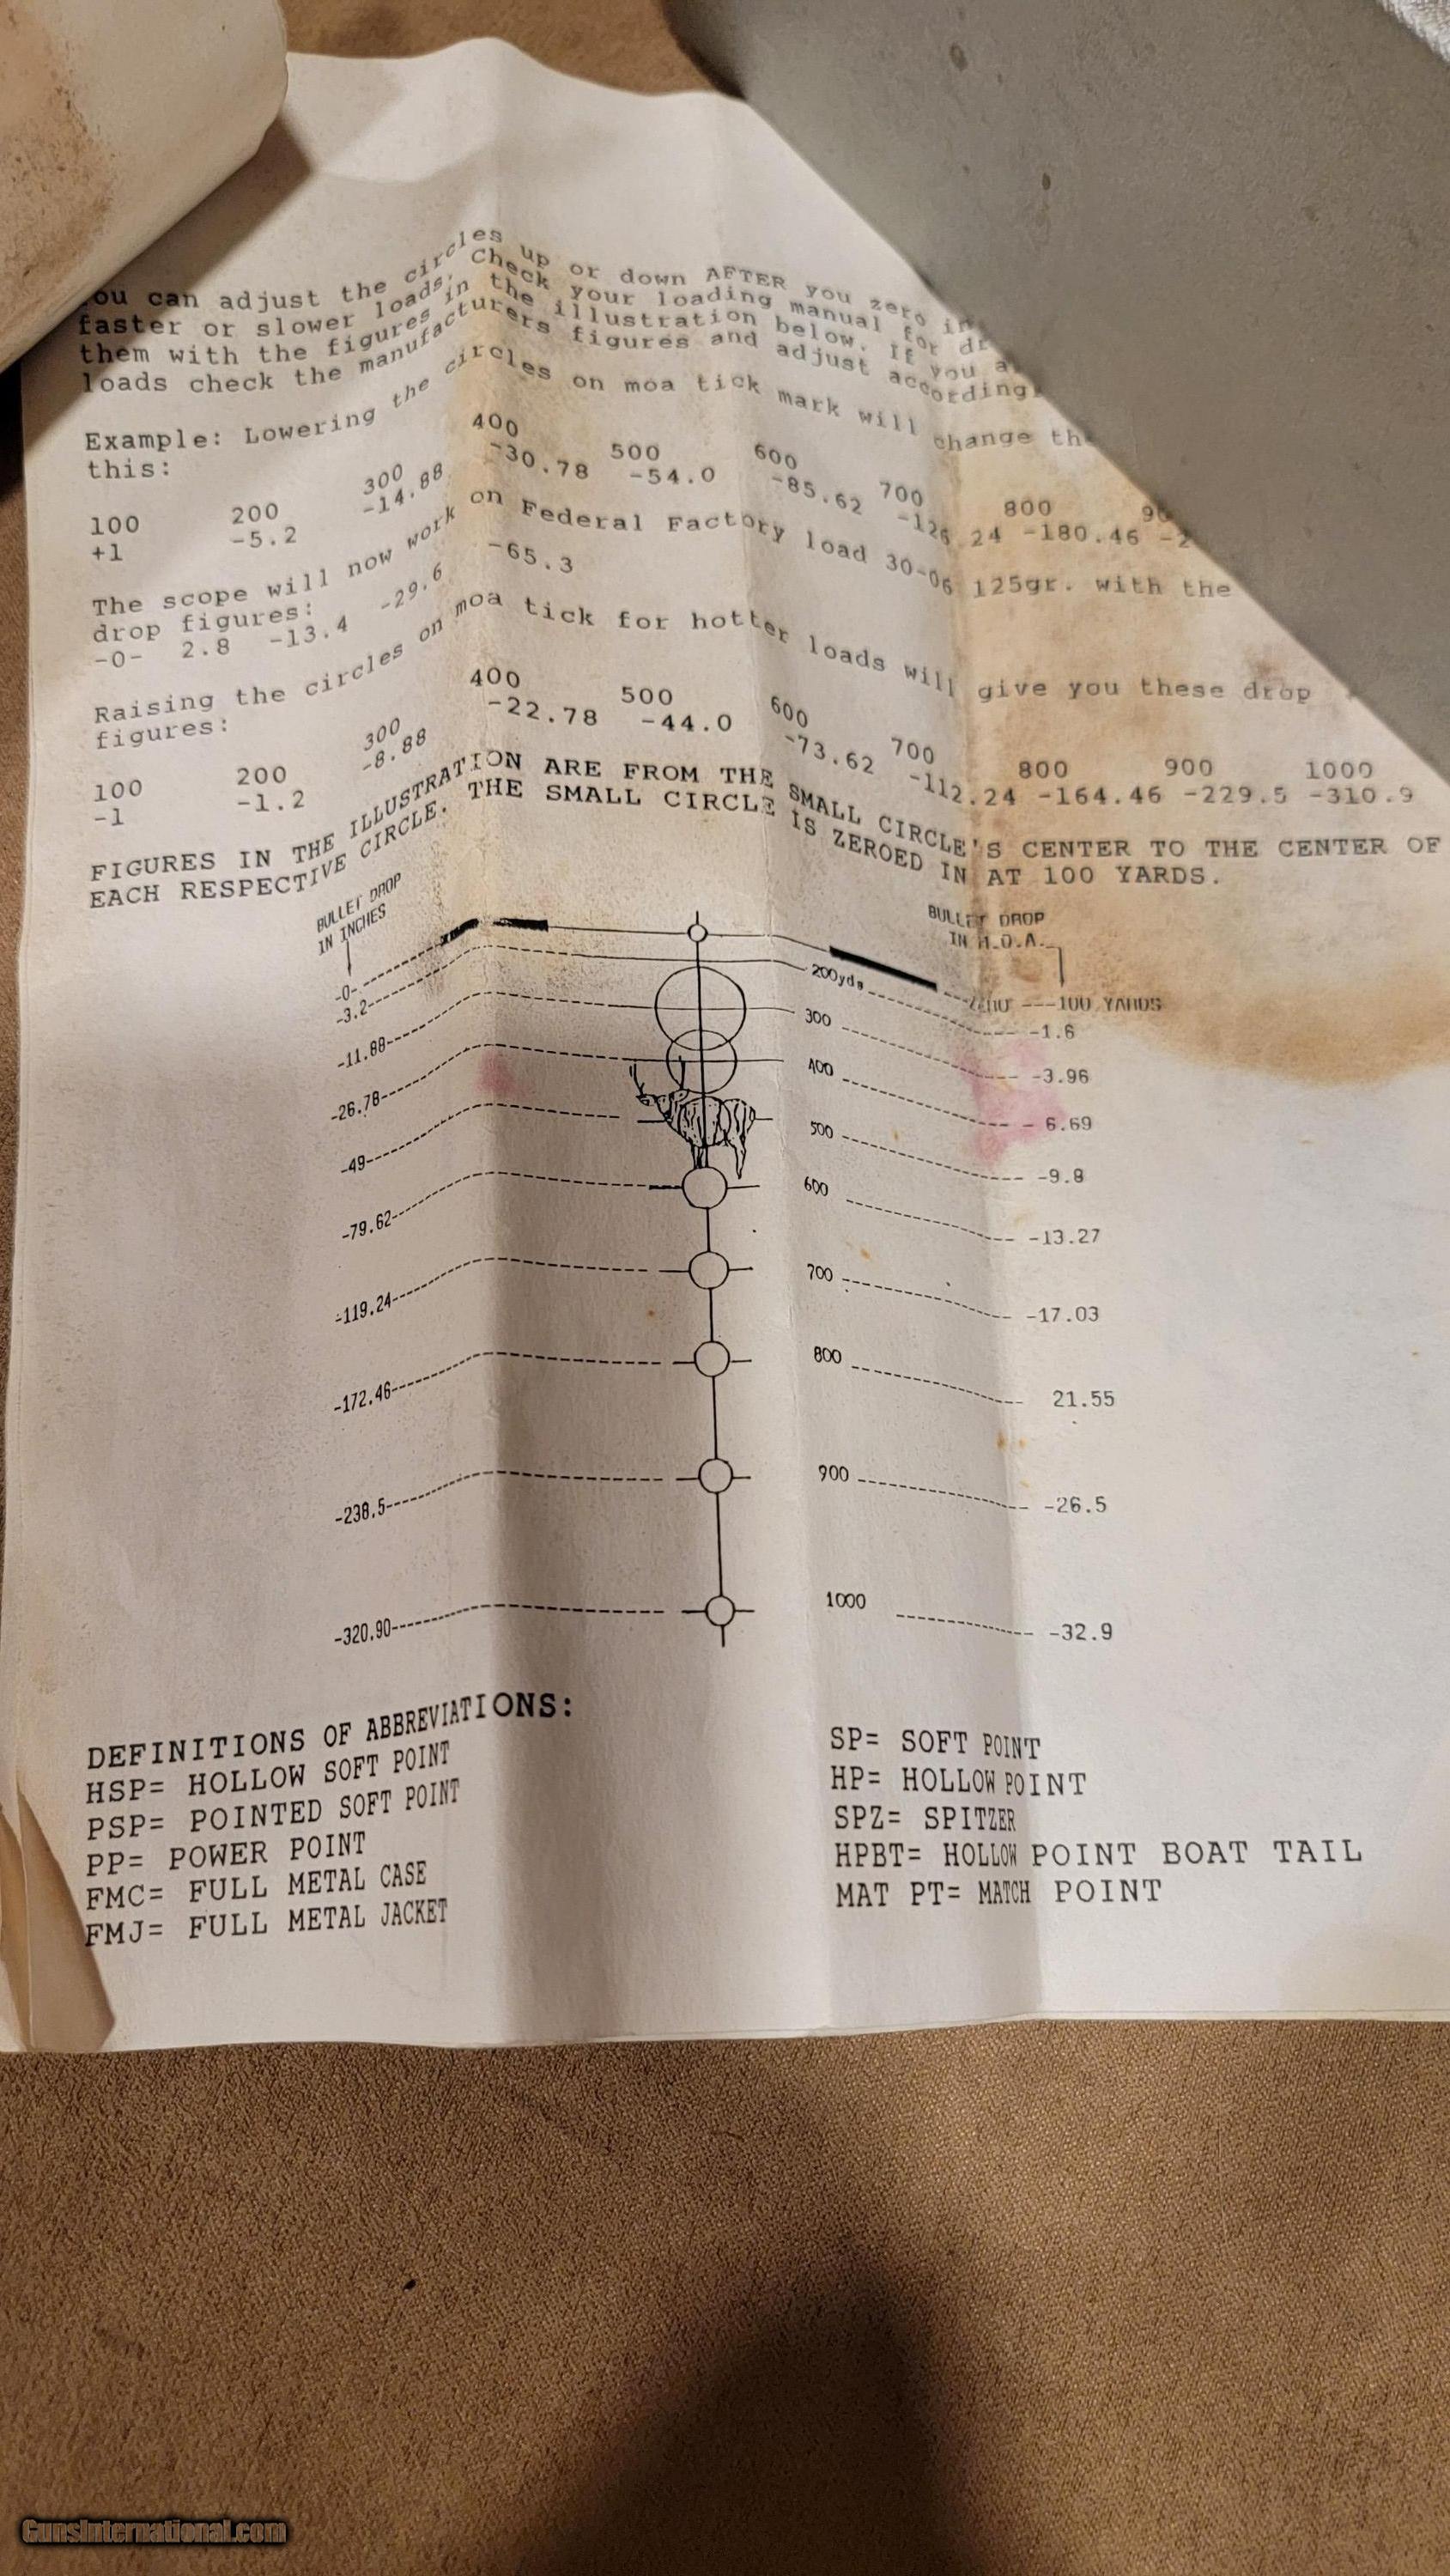 ou can adjust the circles up or down AFTER you zero in
faster or slower loads. Check your loading manual for
them with the figures in the illustration below. If you
loads check the manufacturers figures and adjust
Example: Lowering the circles on moa tick mark will change
this:
100 200 300 400 500 600 700 800
+1 -5.2 -14.88 -30.78 -54.0 -85.62 -126.24 -180.46
The scope will now work on Federal Factory load 30-06 125gr. with the
drop figures:
-0- 2.8 -13.4 -29.6 -65.3
Raising the circles on moa tick for hotter loads will give you these drop
figures:
100 200 300 400 500 600 700 800 900 1000
-1 -1.2 -8.88 -22.78 -44.0 -73.62 -112.24 -164.46 -229.5 -310.9
FIGURES IN THE ILLUSTRATION ARE FROM THE SMALL CIRCLE'S CENTER TO THE CENTER OF
EACH RESPECTIVE CIRCLE. THE SMALL CIRCLE IS ZEROED IN AT 100 YARDS.
BULLET DROP
IN INCHES
BULLET DROP
IN M.O.A.
-0- ZERO 100 YARDS
-3.2 200yds -1.6
-11.88 300 -3.96
-26.78 400 - 6.69
-49 500 -9.8
-79.62 600 -13.27
-119.24 700 -17.03
-172.46 800 21.55
-238.5 900 -26.5
-320.90 1000 -32.9
DEFINITIONS OF ABBREVIATIONS:
HSP= HOLLOW SOFT POINT
PSP= POINTED SOFT POINT
PP= POWER POINT
FMC= FULL METAL CASE
FMJ= FULL METAL JACKET
SP= SOFT POINT
HP= HOLLOW POINT
SPZ= SPITZER
HPBT= HOLLOW POINT BOAT TAIL
MAT PT= MATCH POINT
GunsInternational.com